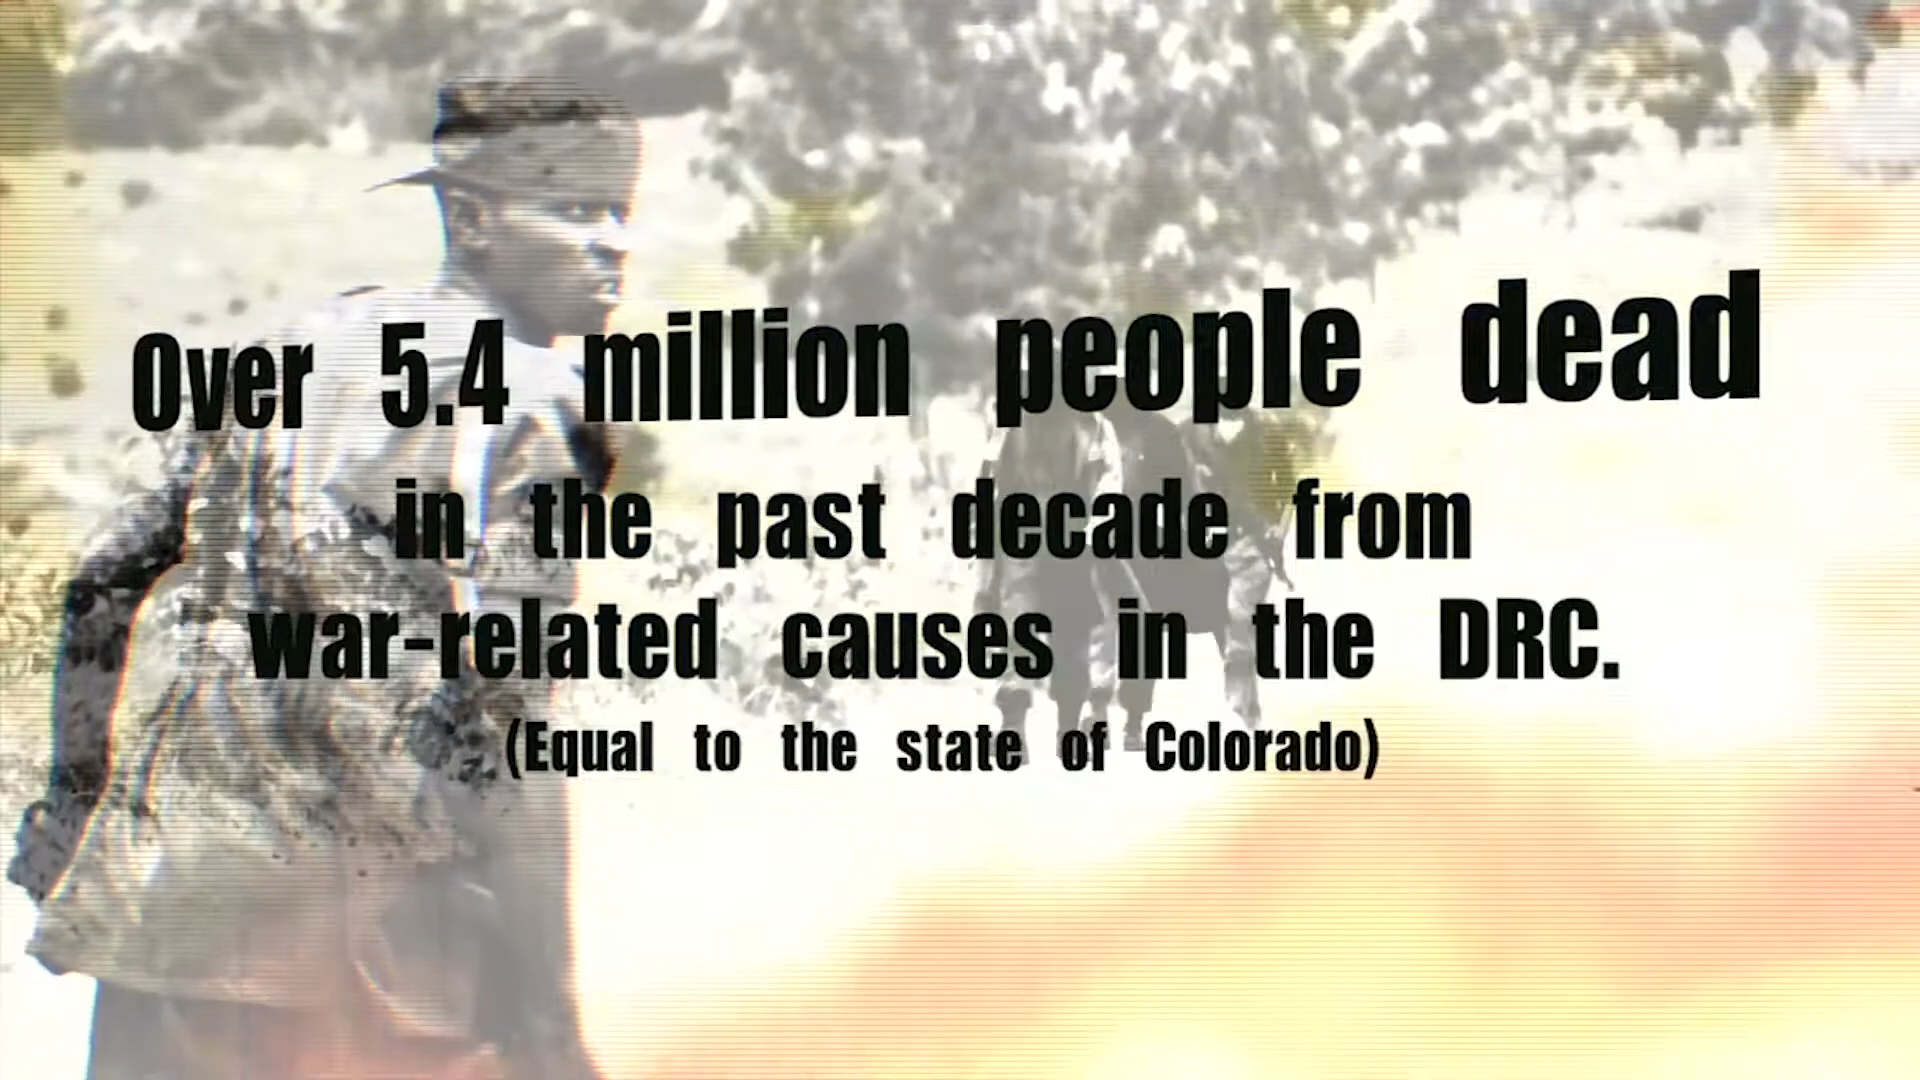 Over 5.4 million people dead
in the past decade from
war-related causes in the DRC.
(Equal to the state of Colorado)